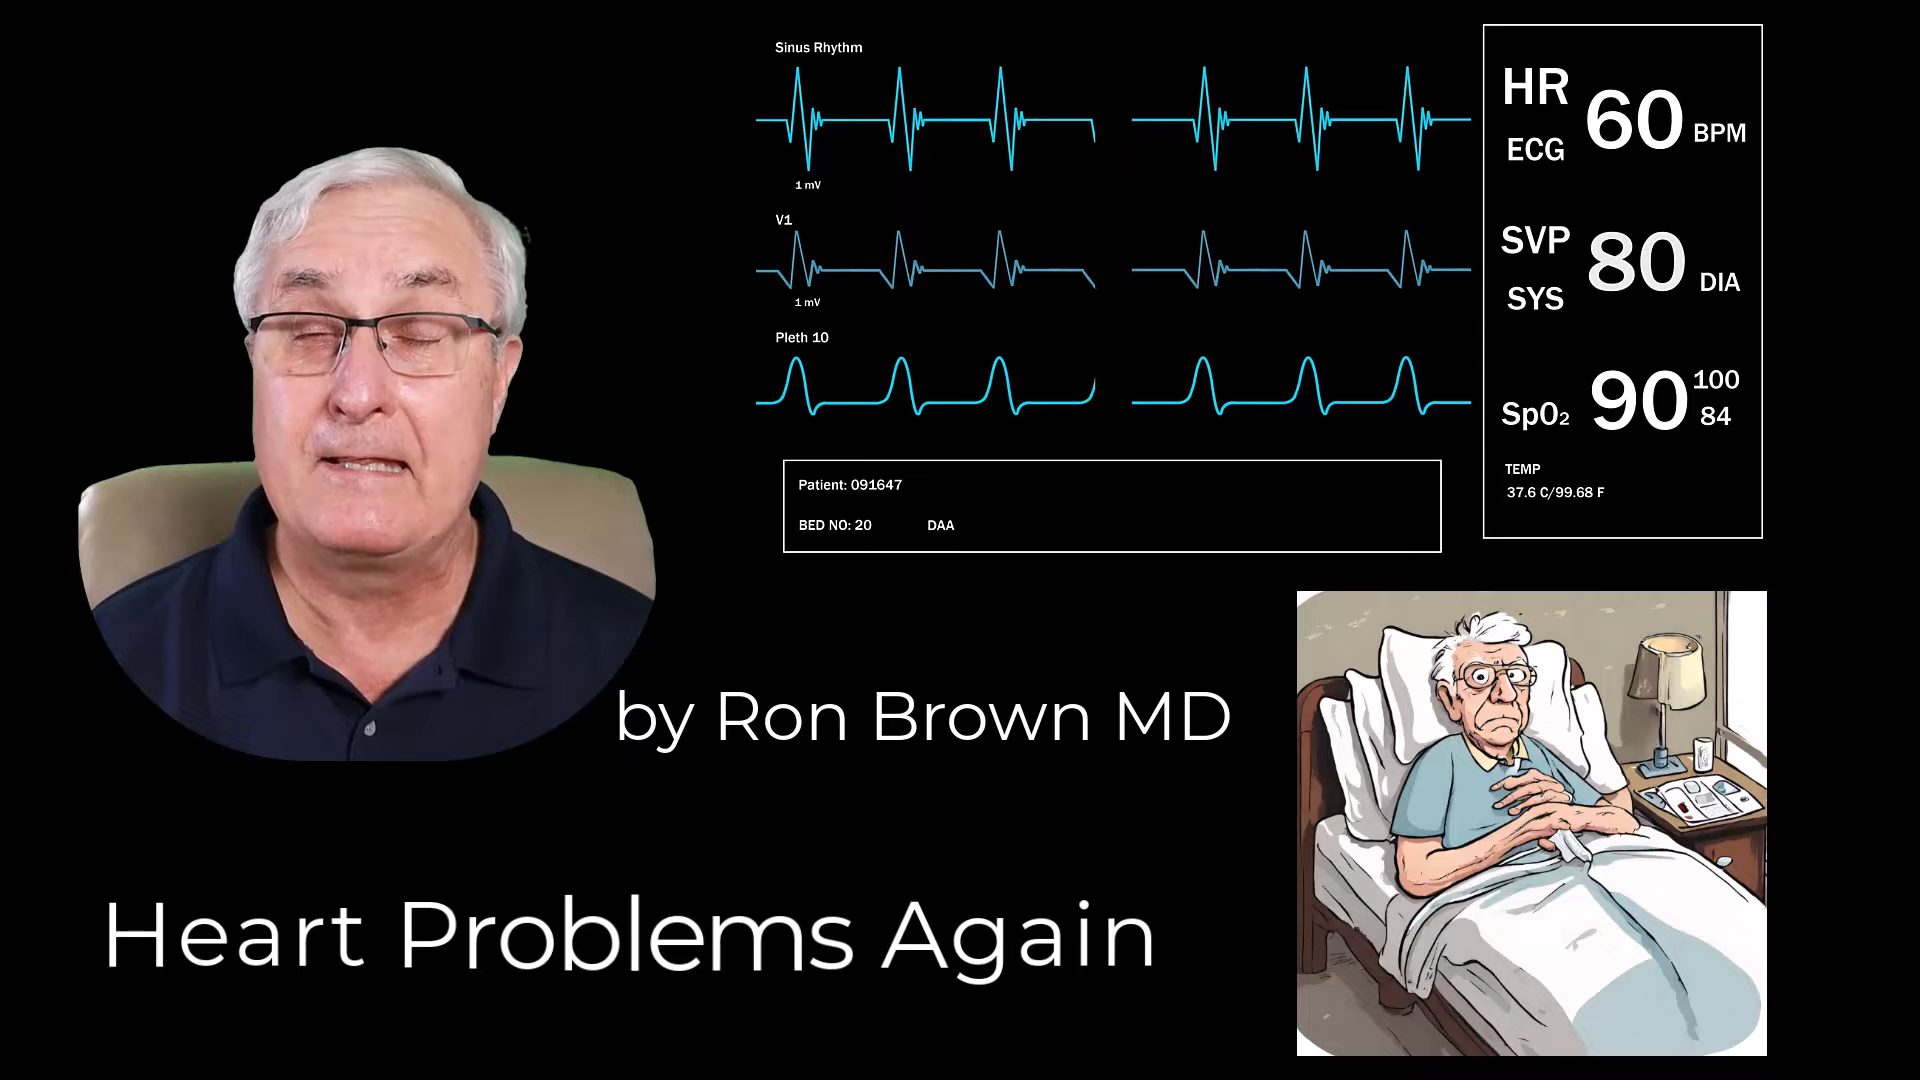 Sinus Rhythm
1 mV
V1
1 mV
Pleth 10
HR
60
BPM
ECG
SVP
80
DIA
SYS
SpO₂
90
100
84
TEMP
37.6 C/99.68 F
Patient: 091647
BED NO: 20 DAA
by Ron Brown MD
Heart Problems Again